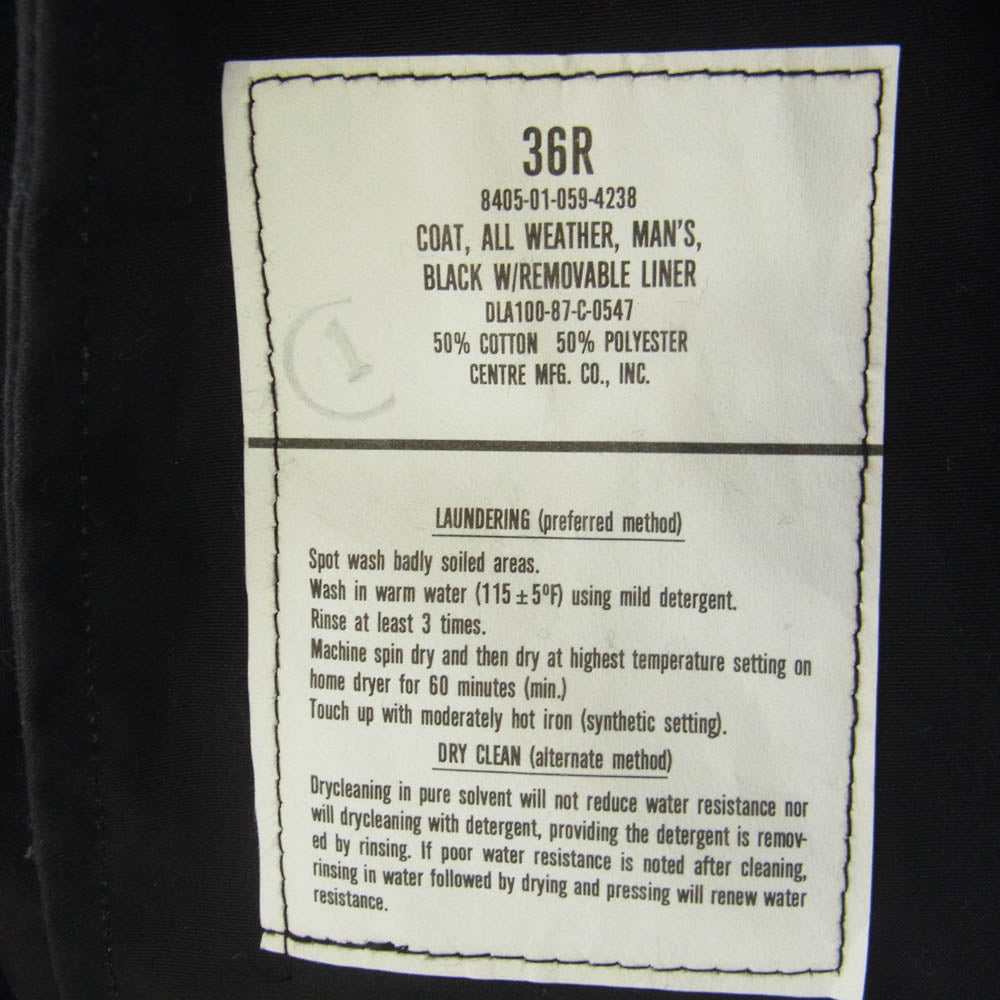 36R
8405-01-059-4238
COAT, ALL WEATHER, MAN'S,
BLACK W/REMOVABLE LINER
DLA100-87-C-0547
50% COTTON 50% POLYESTER
CENTRE MFG. CO., INC.
1
LAUNDERING (preferred method)
Spot wash badly soiled areas.
Wash in warm water (115 ± 5ºF) using mild detergent.
Rinse at least 3 times.
Machine spin dry and then dry at highest temperature setting on
home dryer for 60 minutes (min.)
Touch up with moderately hot iron (synthetic setting).
DRY CLEAN (alternate method)
Drycleaning in pure solvent will not reduce water resistance nor
will drycleaning with detergent, providing the detergent is remov-
ed by rinsing. If poor water resistance is noted after cleaning,
rinsing in water followed by drying and pressing will renew water
resistance.